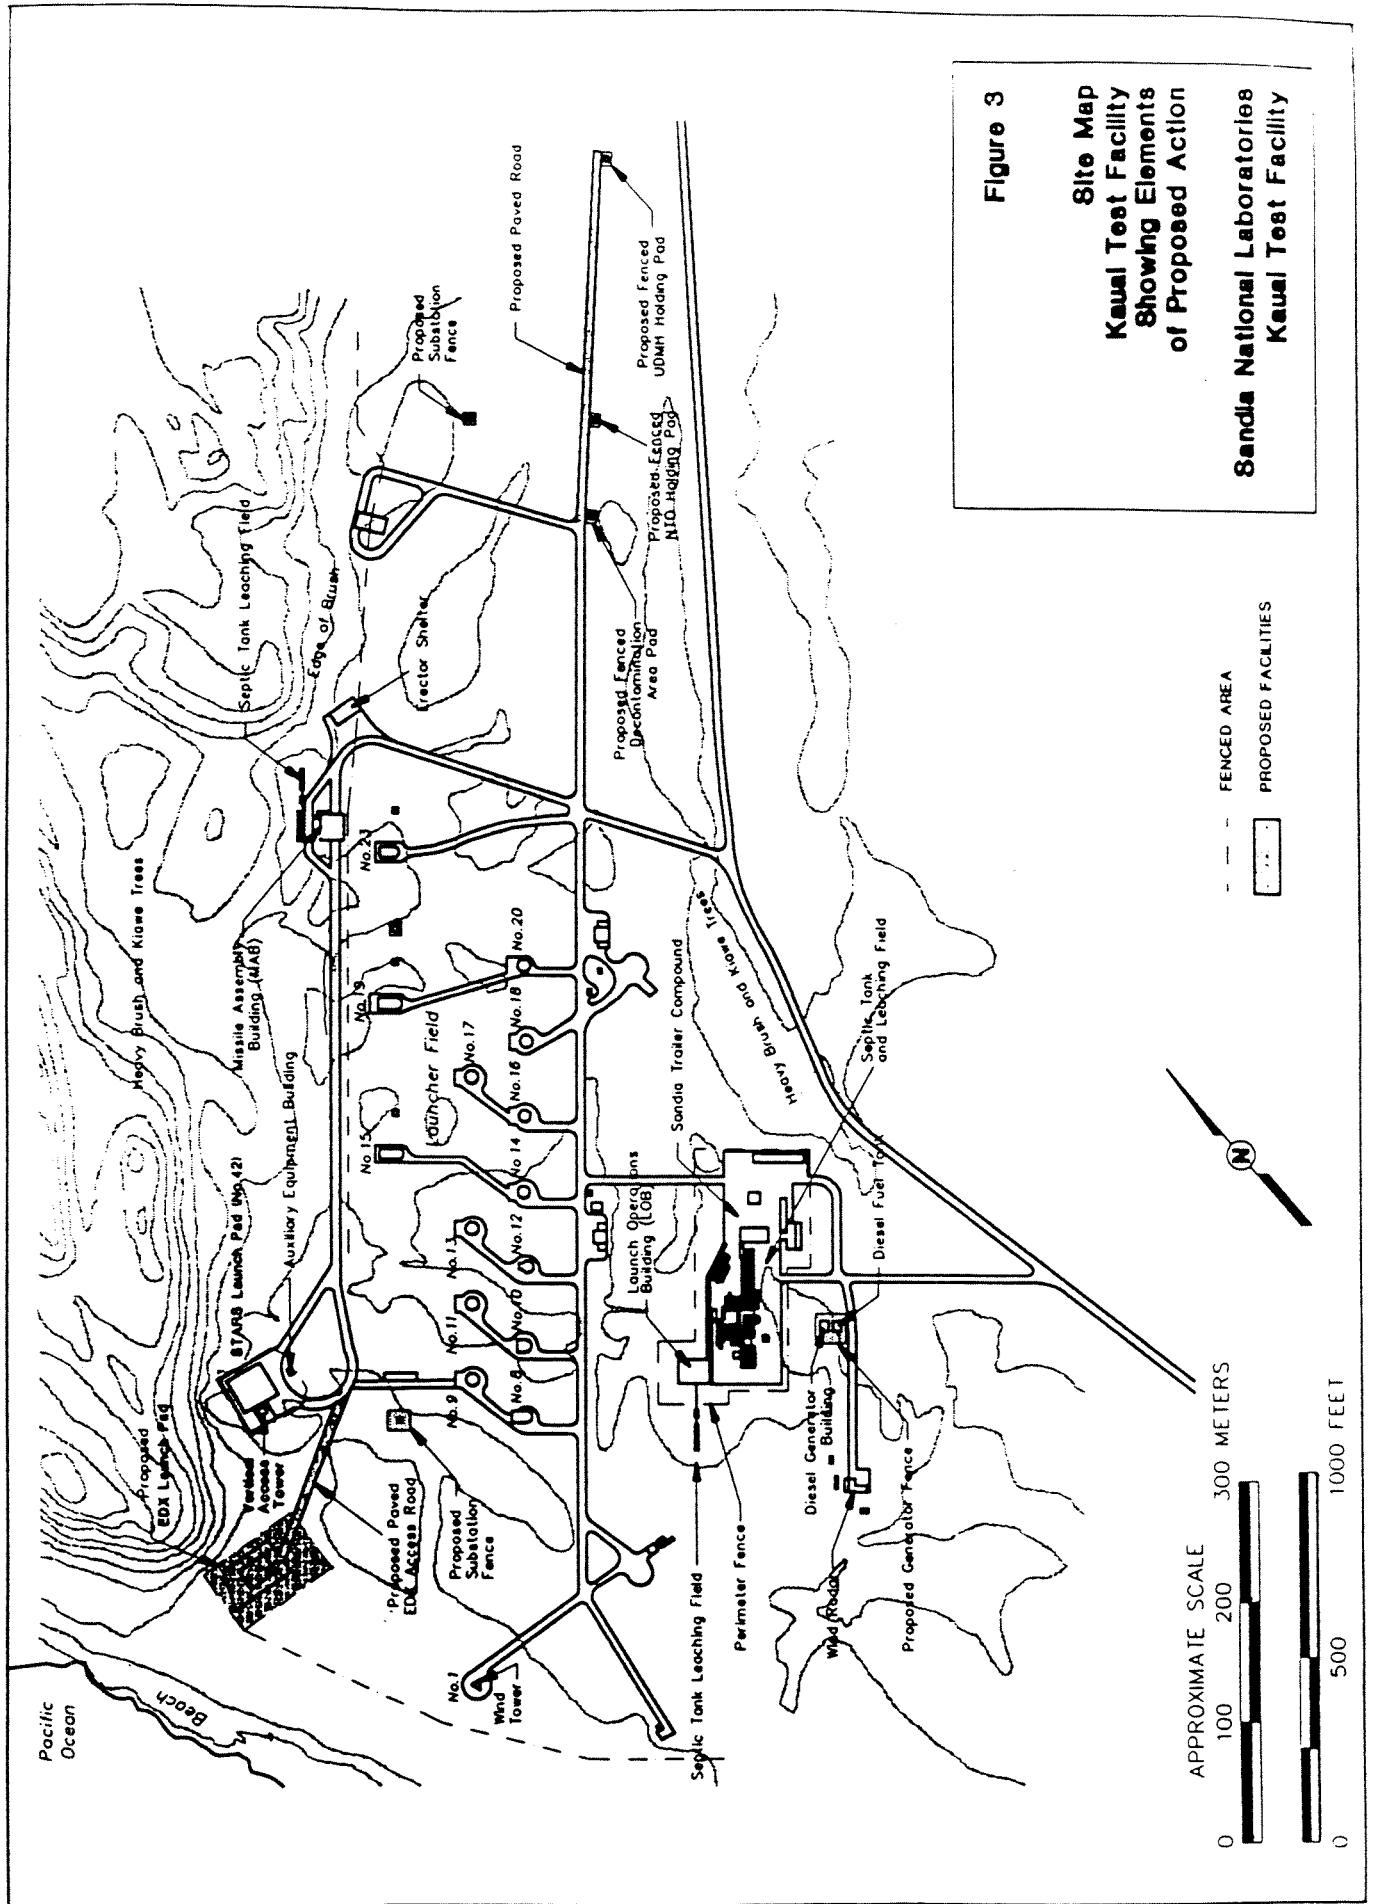 Figure 3
Site Map
Kauai Test Facility
Showing Elements
of Proposed Action
Sandia National Laboratories
Kauai Test Facility
Pacific
Ocean
Beach
Proposed
EDX Launch Pad
STARS Launch Pad (No.42)
Vertical
Access
Tower
Auxiliary Equipment Building
Heavy Brush and Kiawe Trees
Missile Assembly
Building (MAB)
Septic Tank Leaching Field
Edge of Brush
Erector Shelter
Proposed
Substation
Fence
Proposed Paved Road
Proposed Fenced
UDMH Holding Pad
Proposed Fenced
NTO Holding Pad
Proposed Fenced
Decontamination
Area Pad
Proposed Paved
EDX Access Road
Proposed
Substation
Fence
Launcher Field
No.1
Wind
Tower
No.8
No.9
No.10
No.11
No.12
No.13
No.14
No.15
No.16
No.17
No.18
No.19
No.20
No.23
Launch Operations
Building (LOB)
Sandia Trailer Compound
Heavy Brush and Kiawe Trees
Septic Tank
and Leaching Field
Diesel Fuel Tank
Diesel Generator
Building
Proposed Generator Fence
Wind Radar
Perimeter Fence
Septic Tank Leaching Field
N
FENCED AREA
PROPOSED FACILITIES
APPROXIMATE SCALE
0 100 200 300 METERS
0 500 1000 FEET